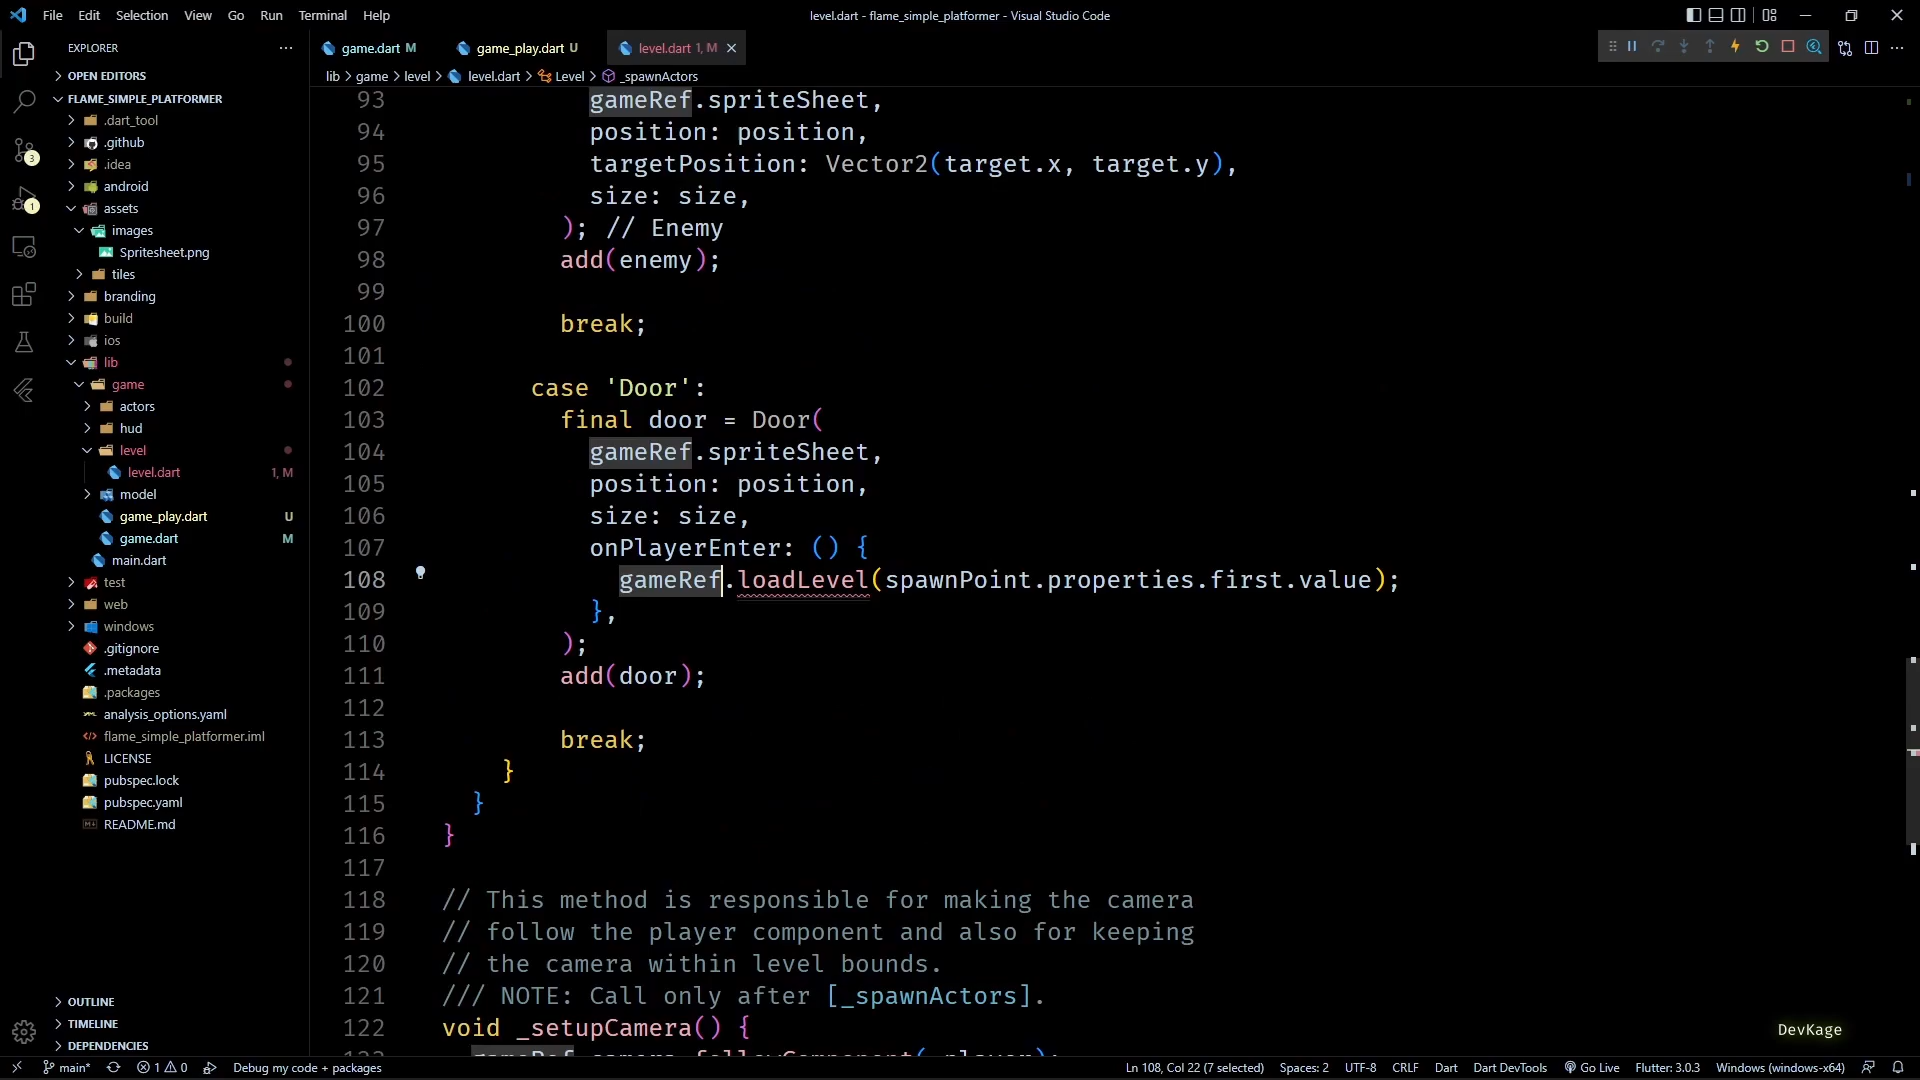 File Edit Selection View Go Run Terminal Help
level.dart - flame_simple_platformer - Visual Studio Code
EXPLORER
game.dart M
game_play.dart U
level.dart 1, M
lib > game > level > level.dart > Level > _spawnActors
OPEN EDITORS
FLAME_SIMPLE_PLATFORMER
.dart_tool
.github
.idea
android
assets
images
Spritesheet.png
tiles
branding
build
ios
lib
game
actors
hud
level
level.dart 1, M
model
game_play.dart U
game.dart M
main.dart
test
web
windows
.gitignore
.metadata
.packages
analysis_options.yaml
flame_simple_platformer.iml
LICENSE
pubspec.lock
pubspec.yaml
README.md
OUTLINE
TIMELINE
DEPENDENCIES
3
1
93 gameRef.spriteSheet,
94 position: position,
95 targetPosition: Vector2(target.x, target.y),
96 size: size,
97 ); // Enemy
98 add(enemy);
99
100 break;
101
102 case 'Door':
103 final door = Door(
104 gameRef.spriteSheet,
105 position: position,
106 size: size,
107 onPlayerEnter: () {
108 gameRef.loadLevel(spawnPoint.properties.first.value);
109 },
110 );
111 add(door);
112
113 break;
114 }
115 }
116 }
117
118 // This method is responsible for making the camera
119 // follow the player component and also for keeping
120 // the camera within level bounds.
121 /// NOTE: Call only after [_spawnActors].
122 void _setupCamera() {
123 gameRef.camera.followComponent(_player);
DevKage
main* 1 0 Debug my code + packages
Ln 108, Col 22 (7 selected) Spaces: 2 UTF-8 CRLF Dart Dart DevTools Go Live Flutter: 3.0.3 Windows (windows-x64)